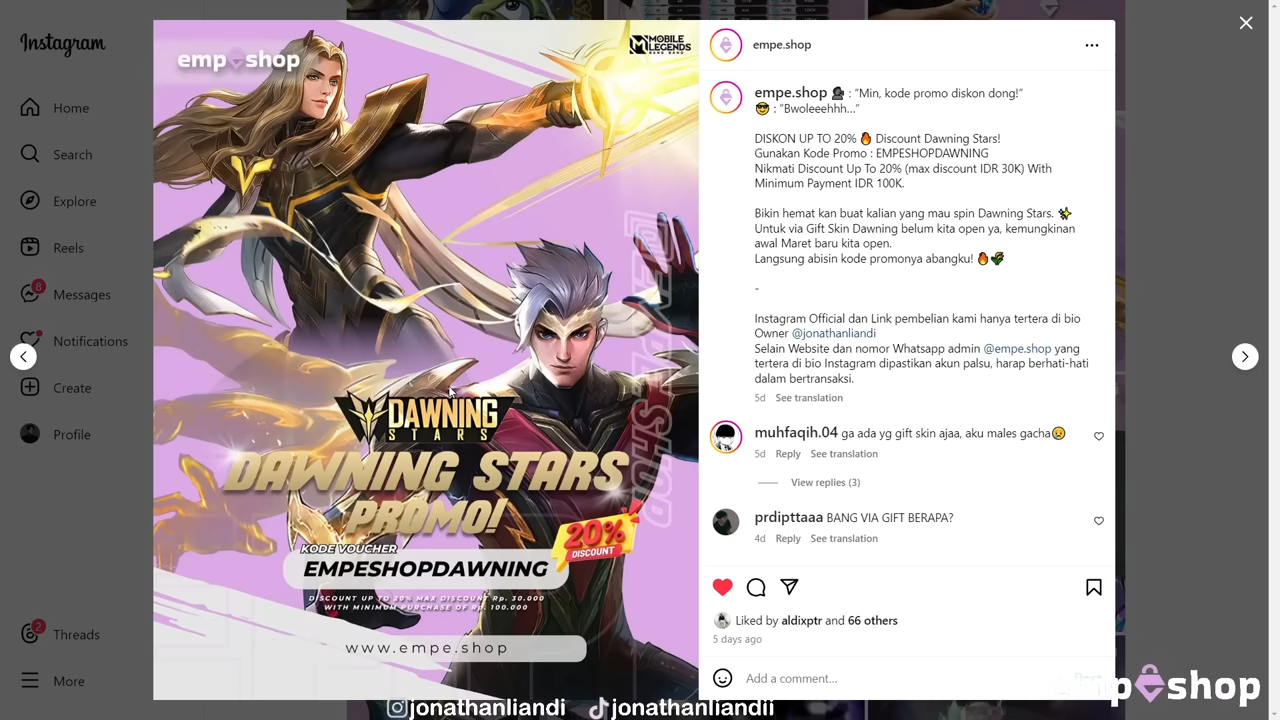 Instagram
Home
Search
Explore
Reels
8
Messages
Notifications
Create
Profile
2
Threads
More
emp shop
MOBILE
LEGENDS
BANG BANG
DAWNING
STARS
DAWNING STARS
PROMO!
20%
DISCOUNT
KODE VOUCHER
EMPESHOPDAWNING
DISCOUNT UP TO 20% MAX DISCOUNT Rp. 30.000
WITH MINIMUM PURCHASE OF Rp. 100.000
www.empe.shop
empe.shop
empe.shop : “Min, kode promo diskon dong!”
: “Bwoleeehhh...”
DISKON UP TO 20% 🔥 Discount Dawning Stars!
Gunakan Kode Promo : EMPESHOPDAWNING
Nikmati Discount Up To 20% (max discount IDR 30K) With
Minimum Payment IDR 100K.
Bikin hemat kan buat kalian yang mau spin Dawning Stars. ✨
Untuk via Gift Skin Dawning belum kita open ya, kemungkinan
awal Maret baru kita open.
Langsung abisin kode promonya abangku! 🔥
-
Instagram Official dan Link pembelian kami hanya tertera di bio
Owner @jonathanliandi
Selain Website dan nomor Whatsapp admin @empe.shop yang
tertera di bio Instagram dipastikan akun palsu, harap berhati-hati
dalam bertransaksi.
5d See translation
muhfaqih.04 ga ada yg gift skin ajaa, aku males gacha😢
5d Reply See translation
View replies (3)
prdipttaaa BANG VIA GIFT BERAPA?
4d Reply See translation
Liked by aldixptr and 66 others
5 days ago
Add a comment...
jonathanliandi jonathanliandii
emp shop